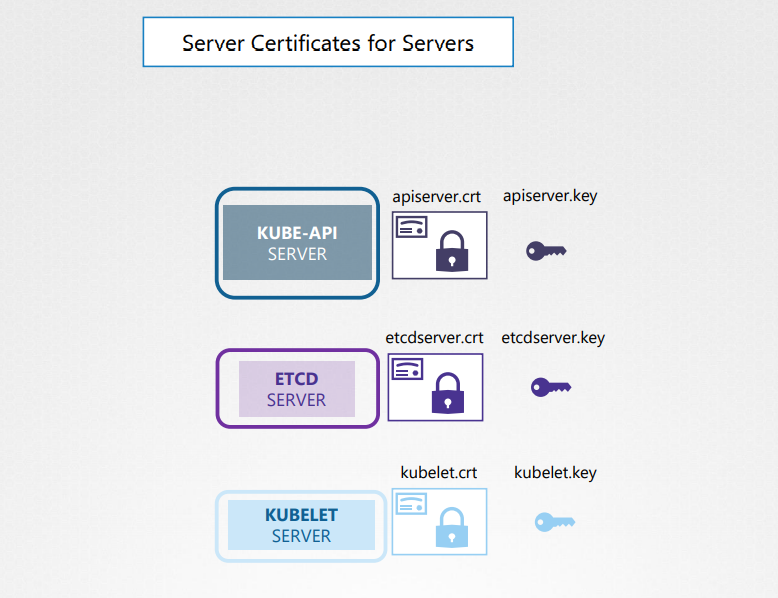 Server Certificates for Servers
apiserver.crt
apiserver.key
KUBE-API
SERVER
etcdserver.crt
etcdserver.key
ETCD
SERVER
kubelet.crt
kubelet.key
KUBELET
SERVER